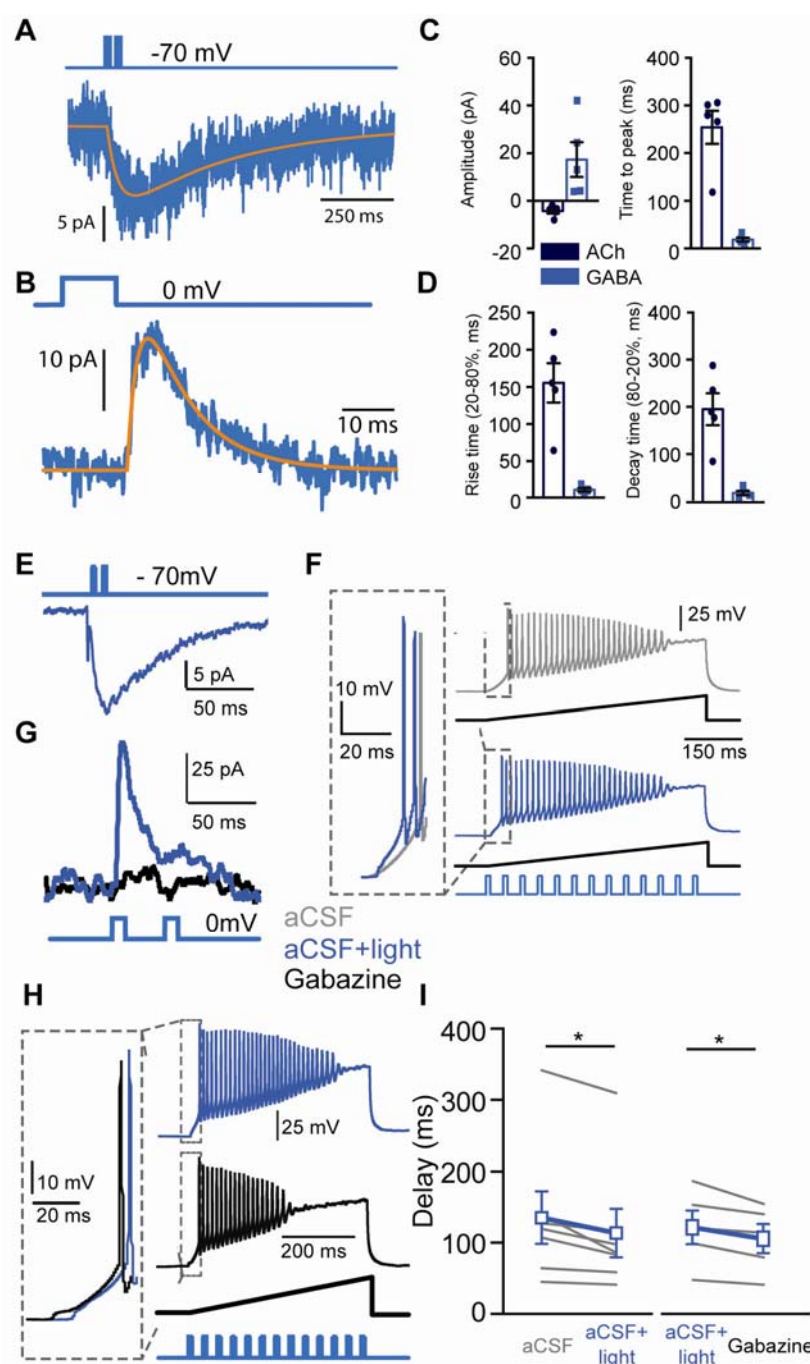 A
-70 mV
5 pA
250 ms
B
0 mV
10 pA
10 ms
C
Amplitude (pA)
60
40
20
0
-20
Time to peak (ms)
400
300
200
100
0
ACh
GABA
D
Rise time (20-80%, ms)
250
200
150
100
50
0
Decay time (80-20%, ms)
400
300
200
100
0
E
- 70mV
5 pA
50 ms
F
10 mV
20 ms
25 mV
150 ms
G
25 pA
50 ms
0mV
aCSF
aCSF+light
Gabazine
H
10 mV
20 ms
25 mV
200 ms
I
Delay (ms)
400
300
200
100
0
*
*
aCSF
aCSF+
light
aCSF+
light
Gabazine